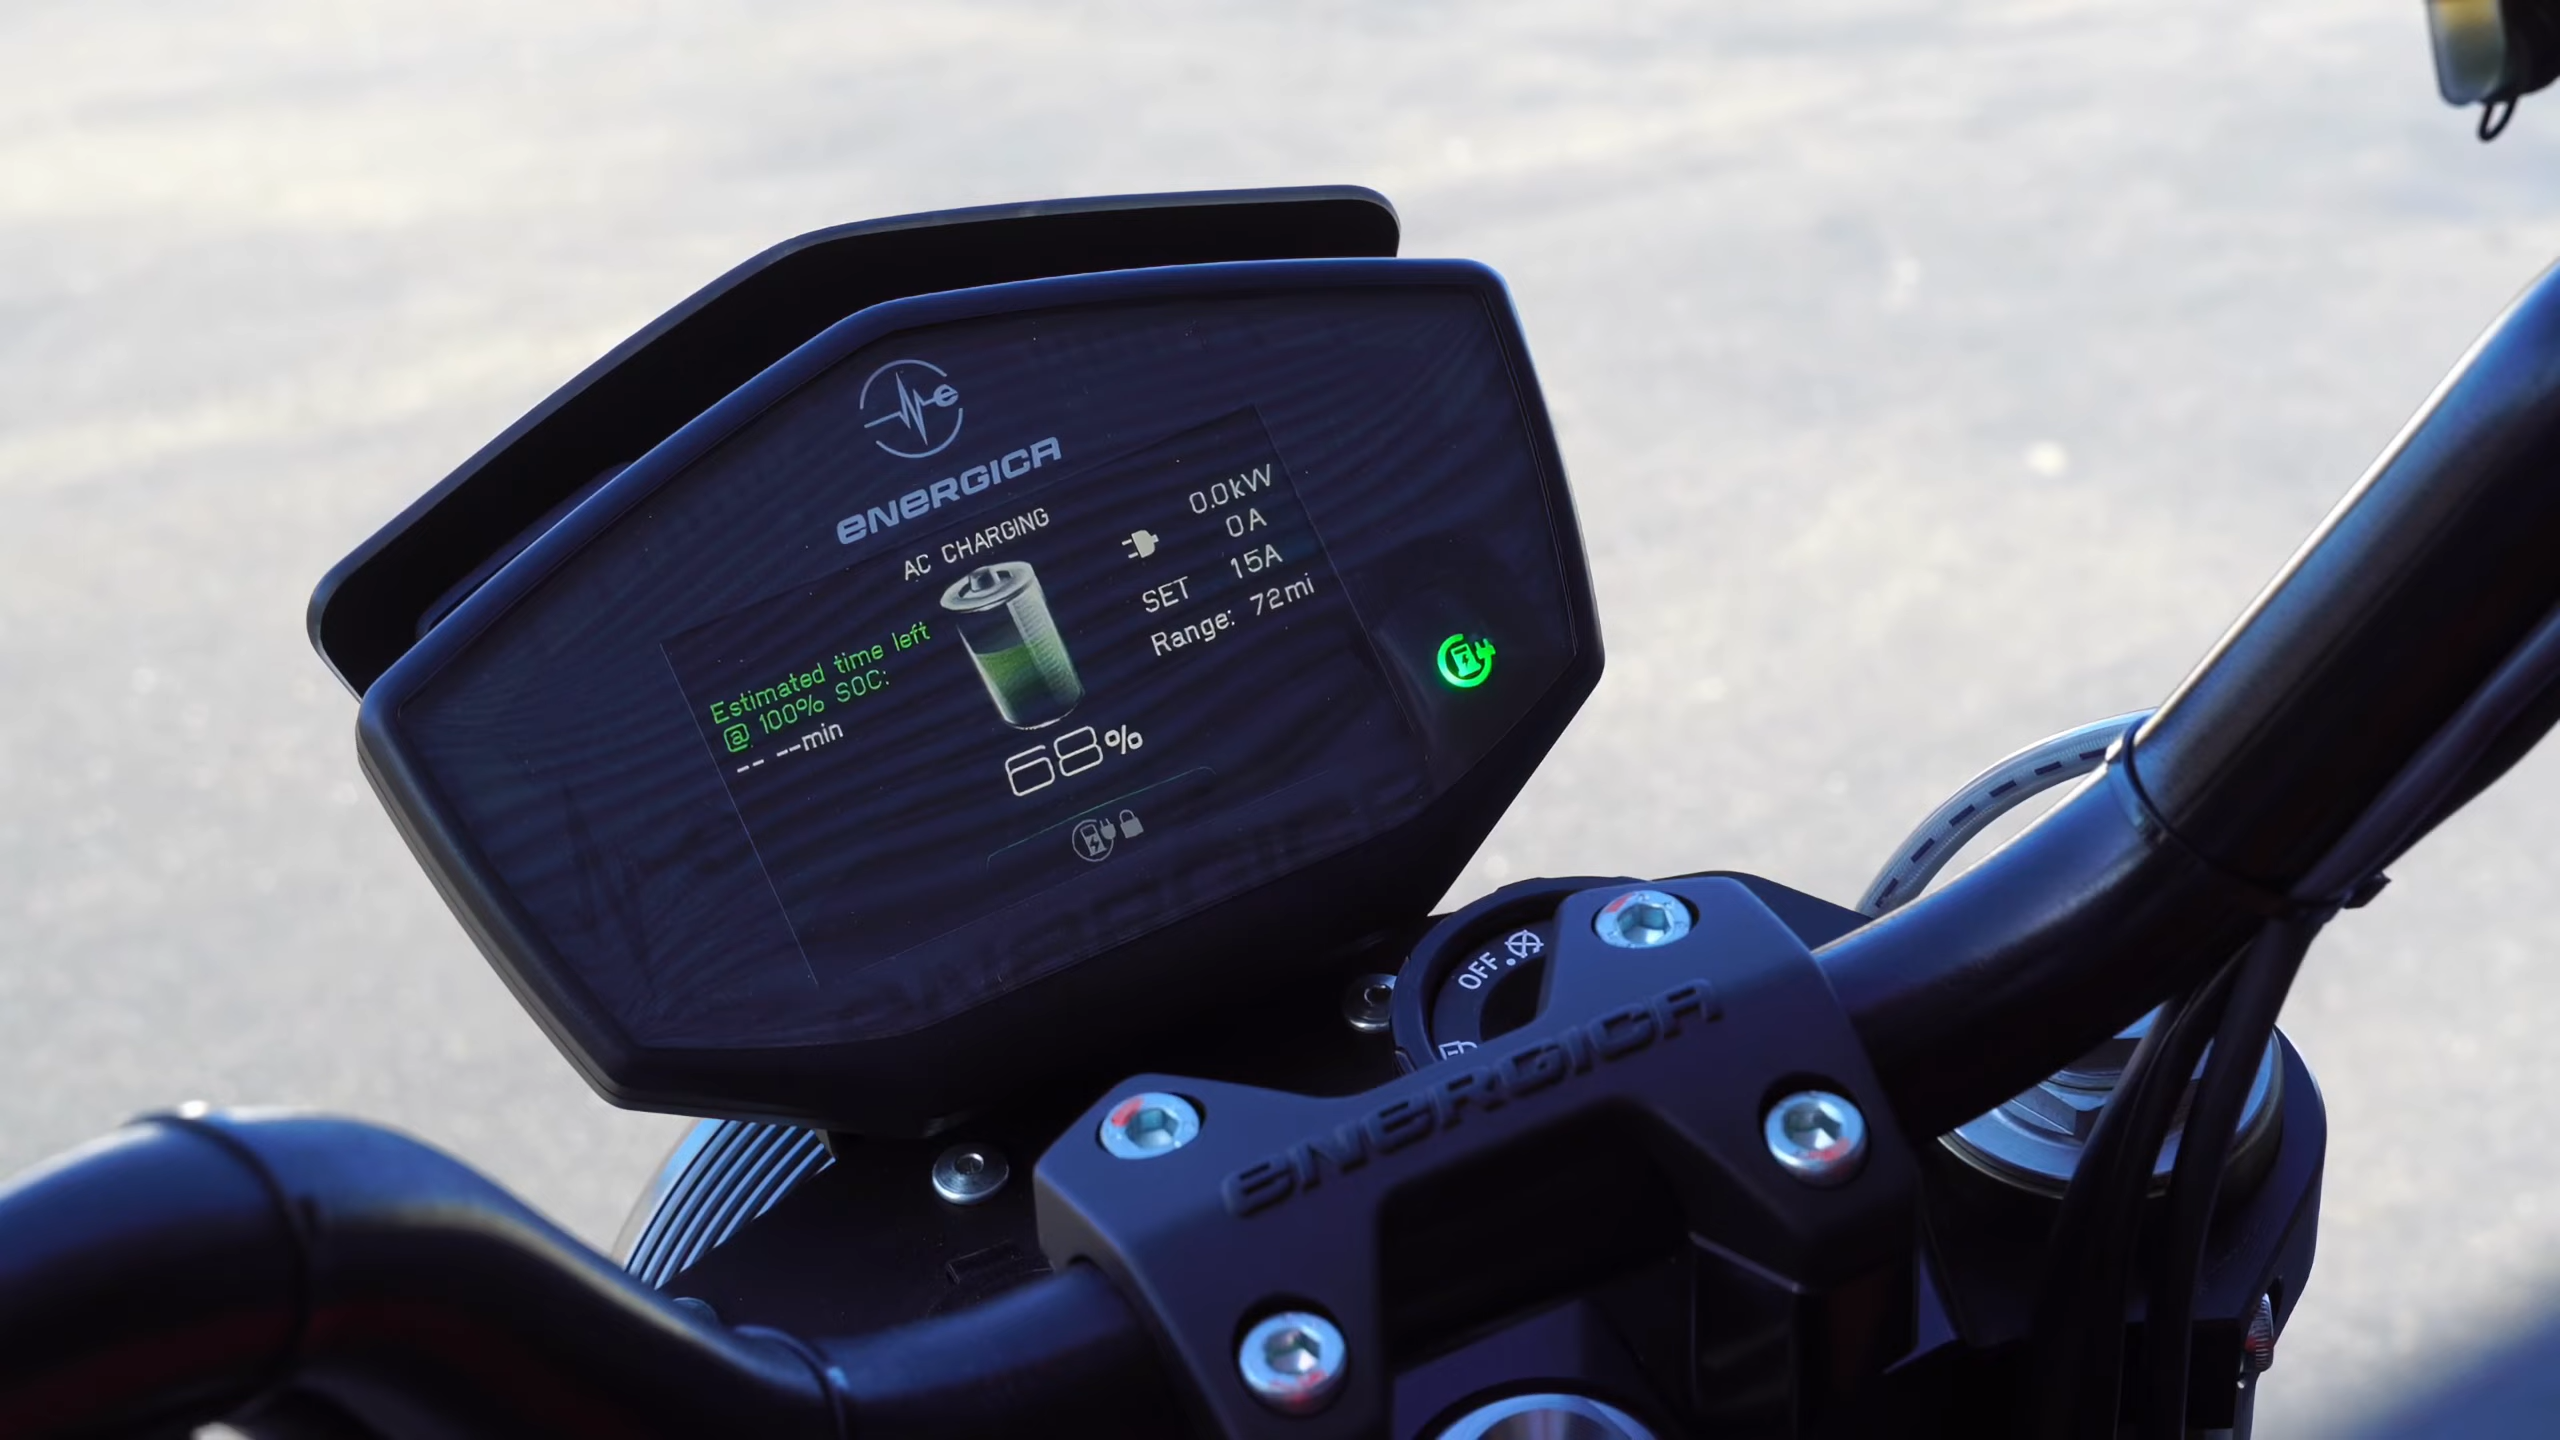 e
ENERGICA
AC CHARGING
0.0kW
0A
SET 15A
Range: 72mi
Estimated time left
@ 100% SOC:
-- --min
68%
OFF
ENERGICA